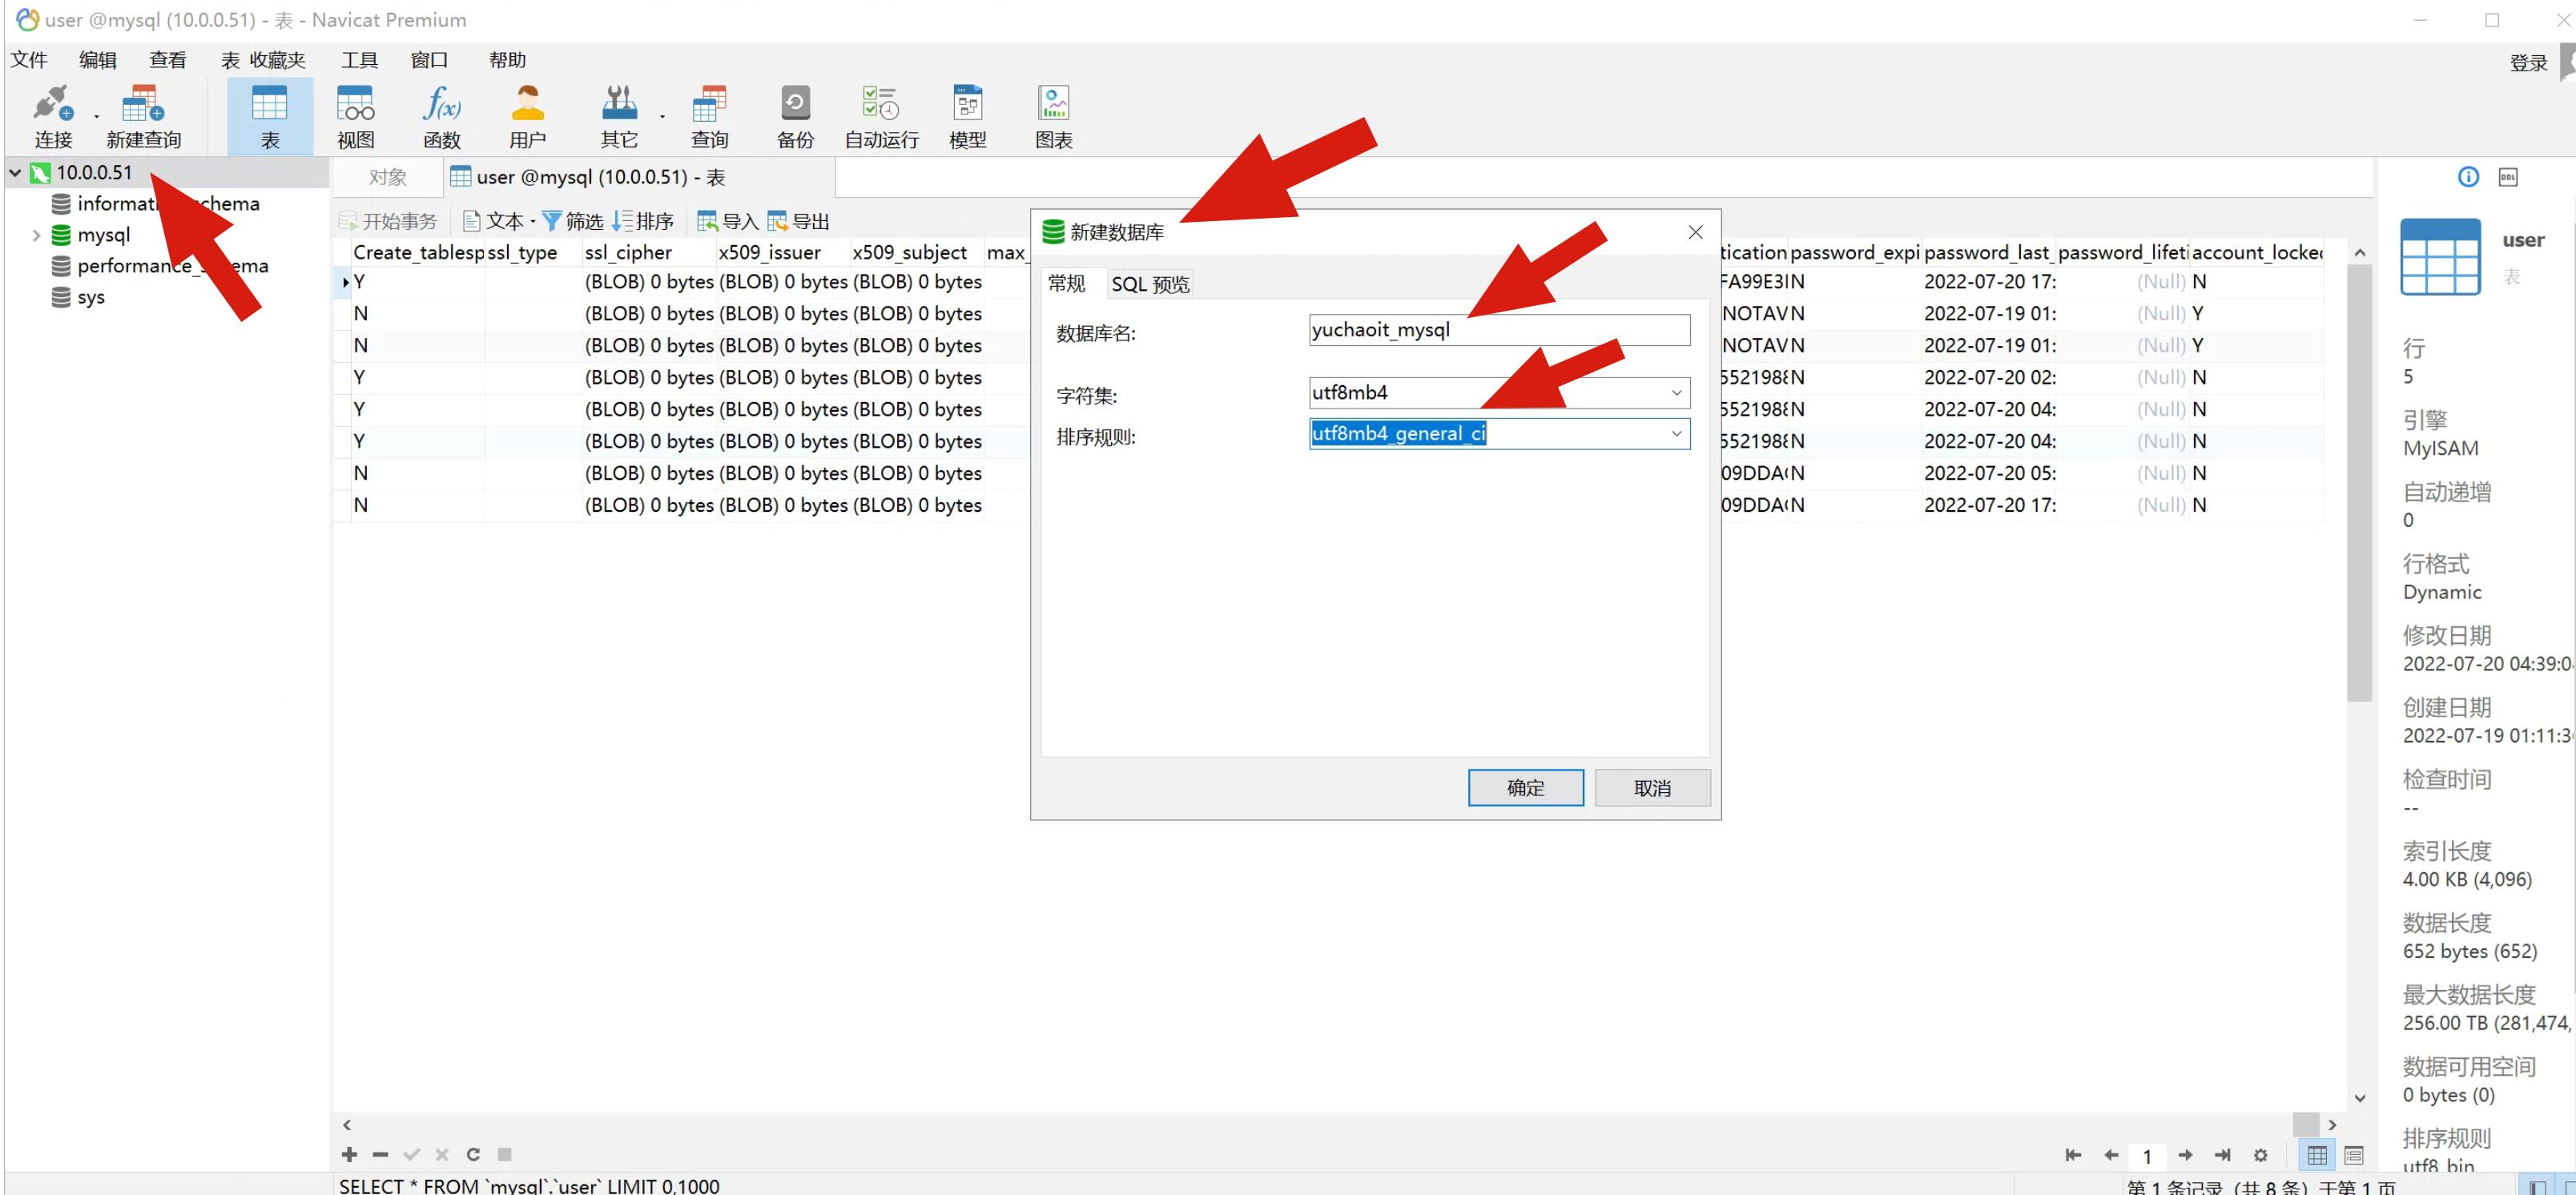 user @mysql (10.0.0.51) - 表 - Navicat Premium
文件 编辑 查看 表 收藏夹 工具 窗口 帮助
登录
连接 新建查询 表 视图 函数 用户 其它 查询 备份 自动运行 模型 图表
10.0.0.51
mysql
sys
对象
user @mysql (10.0.0.51) - 表
开始事务 文本 筛选 排序 导入 导出
Create_tablesp ssl_type ssl_cipher x509_issuer x509_subject max_ tication password_expi password_last_ password_lifeti account_locked
Y (BLOB) 0 bytes (BLOB) 0 bytes (BLOB) 0 bytes FA99E3I N 2022-07-20 17: (Null) N
N (BLOB) 0 bytes (BLOB) 0 bytes (BLOB) 0 bytes NOTAV N 2022-07-19 01: (Null) Y
N (BLOB) 0 bytes (BLOB) 0 bytes (BLOB) 0 bytes NOTAV N 2022-07-19 01: (Null) Y
Y (BLOB) 0 bytes (BLOB) 0 bytes (BLOB) 0 bytes 552198 N 2022-07-20 02: (Null) N
Y (BLOB) 0 bytes (BLOB) 0 bytes (BLOB) 0 bytes 552198 N 2022-07-20 04: (Null) N
Y (BLOB) 0 bytes (BLOB) 0 bytes (BLOB) 0 bytes 552198 N 2022-07-20 04: (Null) N
N (BLOB) 0 bytes (BLOB) 0 bytes (BLOB) 0 bytes 09DDA N 2022-07-20 05: (Null) N
N (BLOB) 0 bytes (BLOB) 0 bytes (BLOB) 0 bytes 09DDA N 2022-07-20 17: (Null) N
新建数据库
常规 SQL 预览
数据库名: yuchaoit_mysql
字符集: utf8mb4
排序规则: utf8mb4_general_ci
确定 取消
DDL
user
表
行
5
引擎
MyISAM
自动递增
0
行格式
Dynamic
修改日期
2022-07-20 04:39:0
创建日期
2022-07-19 01:11:3
检查时间
--
索引长度
4.00 KB (4,096)
数据长度
652 bytes (652)
最大数据长度
256.00 TB (281,474,
数据可用空间
0 bytes (0)
排序规则
utf8_bin
1
SELECT * FROM `mysql`.`user` LIMIT 0,1000
第 1 条记录 (共 8 条) 于第 1 页